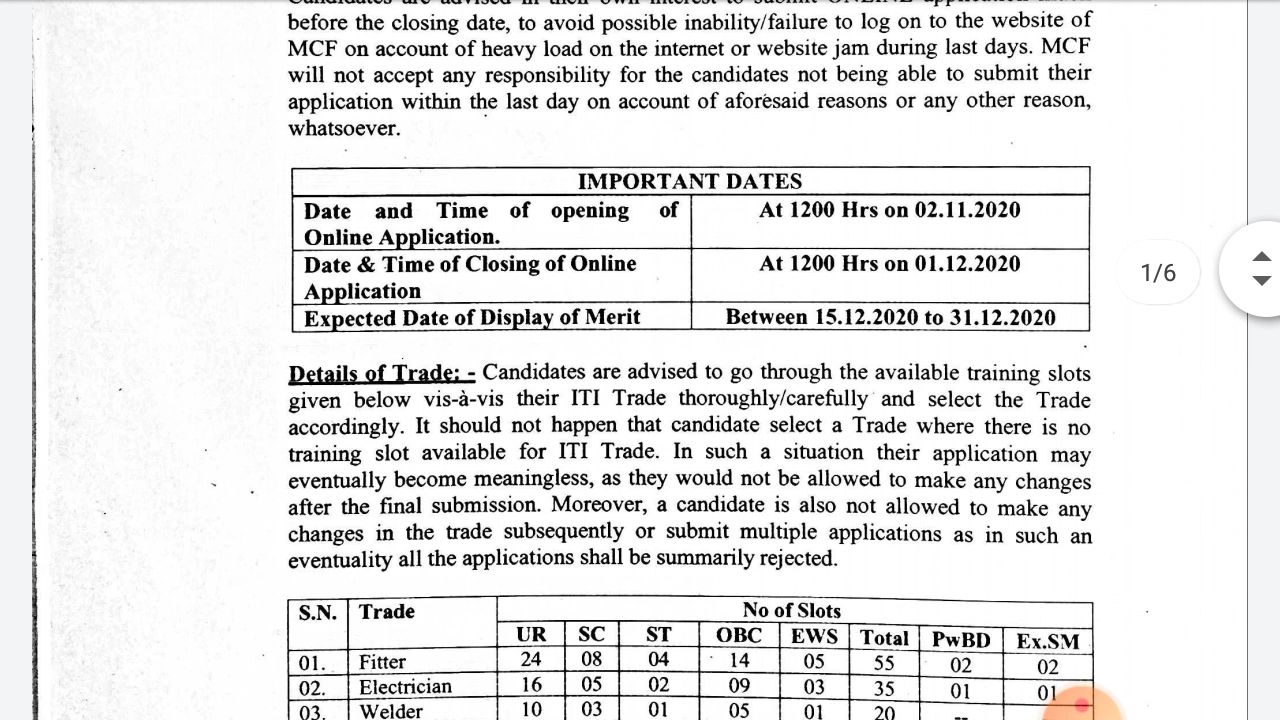 before the closing date, to avoid possible inability/failure to log on to the website of
MCF on account of heavy load on the internet or website jam during last days. MCF
will not accept any responsibility for the candidates not being able to submit their
application within the last day on account of aforesaid reasons or any other reason,
whatsoever.
IMPORTANT DATES
Date and Time of opening of At 1200 Hrs on 02.11.2020
Online Application.
Date & Time of Closing of Online At 1200 Hrs on 01.12.2020
Application
Expected Date of Display of Merit Between 15.12.2020 to 31.12.2020
1/6
Details of Trade: - Candidates are advised to go through the available training slots
given below vis-à-vis their ITI Trade thoroughly/carefully and select the Trade
accordingly. It should not happen that candidate select a Trade where there is no
training slot available for ITI Trade. In such a situation their application may
eventually become meaningless, as they would not be allowed to make any changes
after the final submission. Moreover, a candidate is also not allowed to make any
changes in the trade subsequently or submit multiple applications as in such an
eventuality all the applications shall be summarily rejected.
S.N. Trade No of Slots
UR SC ST OBC EWS Total PwBD Ex.SM
01. Fitter 24 08 04 14 05 55 02 02
02. Electrician 16 05 02 09 03 35 01 01
03. Welder 10 03 01 05 01 20 --